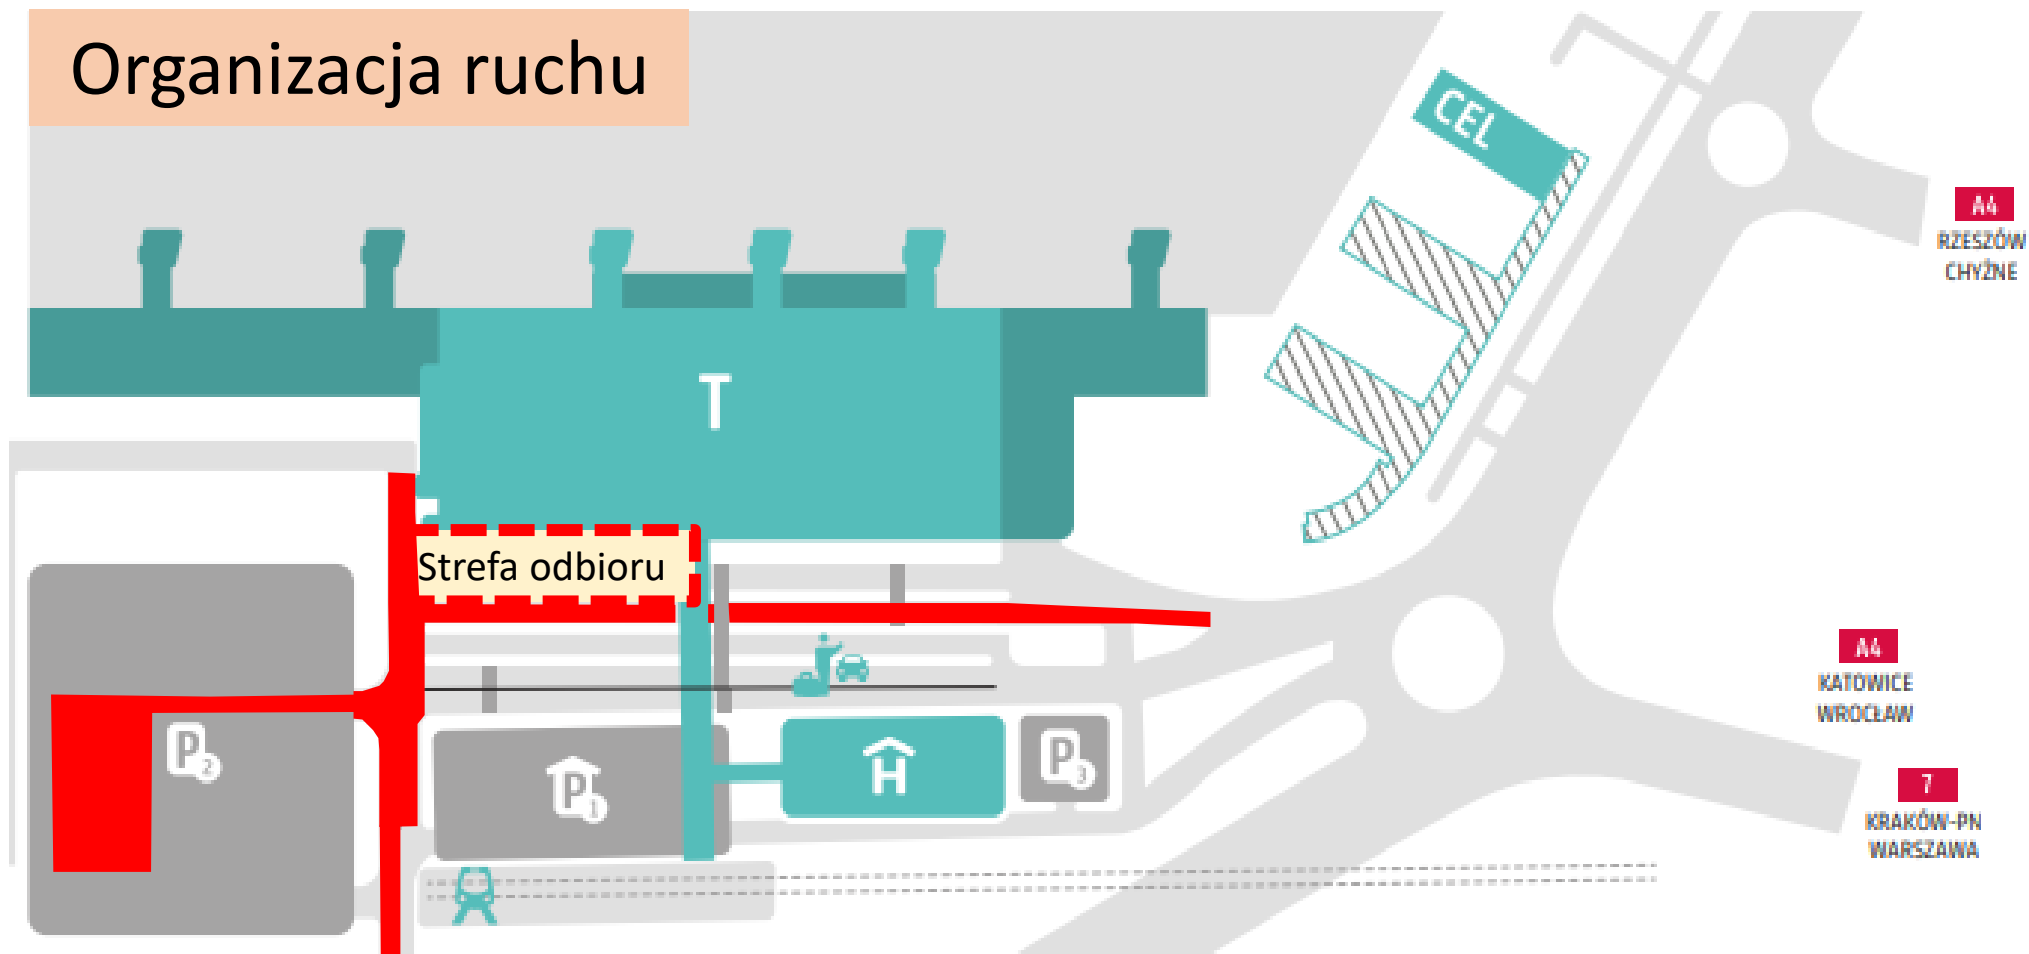 Organizacja ruchu
CEL
A4
RZESZÓW
CHYŻNE
T
Strefa odbioru
A4
KATOWICE
WROCŁAW
P2
P1
H
P3
7
KRAKÓW-PN
WARSZAWA